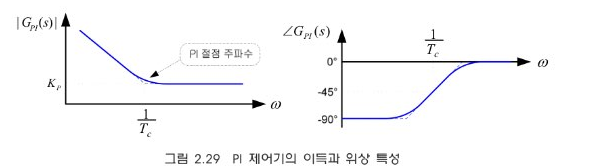 |G_PI(s)|
PI 절점 주파수
K_P
1/T_c
ω
∠G_PI(s)
1/T_c
0°
-45°
-90°
ω
그림 2.29 PI 제어기의 이득과 위상 특성